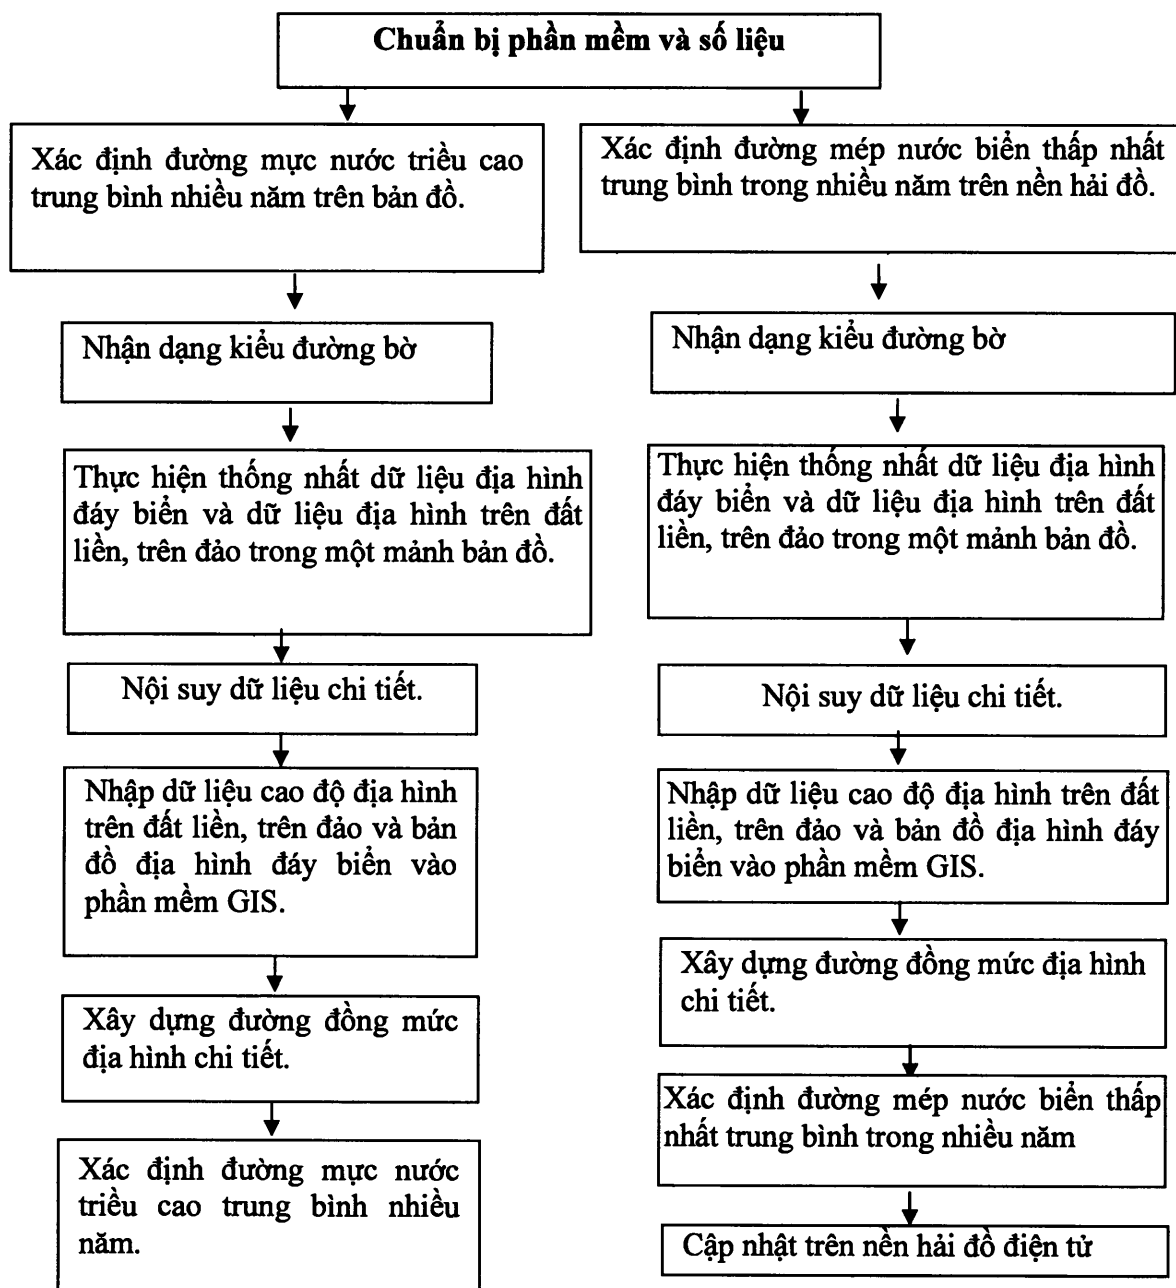 Chuẩn bị phần mềm và số liệu
Xác định đường mực nước triều cao
trung bình nhiều năm trên bản đồ.
Nhận dạng kiểu đường bờ
Thực hiện thống nhất dữ liệu địa hình
đáy biển và dữ liệu địa hình trên đất
liền, trên đảo trong một mảnh bản đồ.
Nội suy dữ liệu chi tiết.
Nhập dữ liệu cao độ địa hình
trên đất liền, trên đảo và bản
đồ địa hình đáy biển vào
phần mềm GIS.
Xây dựng đường đồng mức
địa hình chi tiết.
Xác định đường mực nước
triều cao trung bình nhiều
năm.
Xác định đường mép nước biển thấp nhất
trung bình trong nhiều năm trên nền hải đồ.
Nhận dạng kiểu đường bờ
Thực hiện thống nhất dữ liệu địa hình
đáy biển và dữ liệu địa hình trên đất
liền, trên đảo trong một mảnh bản đồ.
Nội suy dữ liệu chi tiết.
Nhập dữ liệu cao độ địa hình trên đất
liền, trên đảo và bản đồ địa hình đáy
biển vào phần mềm GIS.
Xây dựng đường đồng mức địa hình
chi tiết.
Xác định đường mép nước biển thấp
nhất trung bình trong nhiều năm
Cập nhật trên nền hải đồ điện tử